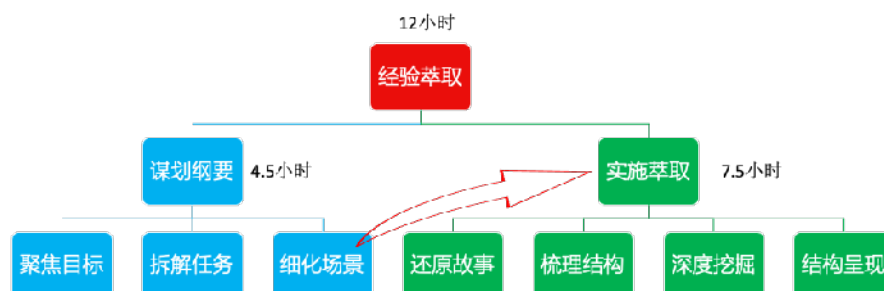 12小时
经验萃取
谋划纲要
4.5小时
实施萃取
7.5小时
聚焦目标
拆解任务
细化场景
还原故事
梳理结构
深度挖掘
结构呈现